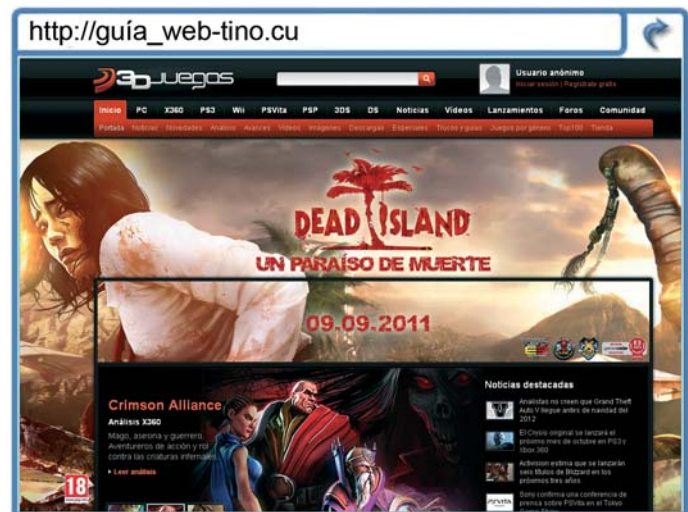 http://guía_web-tino.cu
3DJUEGOS
Usuario anónimo
Iniciar sesión | Regístrate gratis
Inicio PC X360 PS3 Wii PSVita PSP 3DS DS Noticias Vídeos Lanzamientos Foros Comunidad
Portada Noticias Novedades Análisis Avances Vídeos Imágenes Descargas Especiales Trucos y guías Juegos por género Top100 Tienda
DEAD ISLAND
UN PARAÍSO DE MUERTE
09.09.2011
Crimson Alliance
Análisis X360
Mago, asesina y guerrero.
Aventureros de acción y rol
contra las criaturas infernales.
Leer análisis
18
Noticias destacadas
Analistas no creen que Grand Theft
Auto V llegue antes de navidad del
2012
El Crysis original se lanzará el
próximo mes de octubre en PS3 y
Xbox 360
Activision estima que se lanzarán
seis títulos de Blizzard en los
próximos tres años
PSVITA
Sony confirma una conferencia de
prensa sobre PSVita en el Tokyo
Game Show